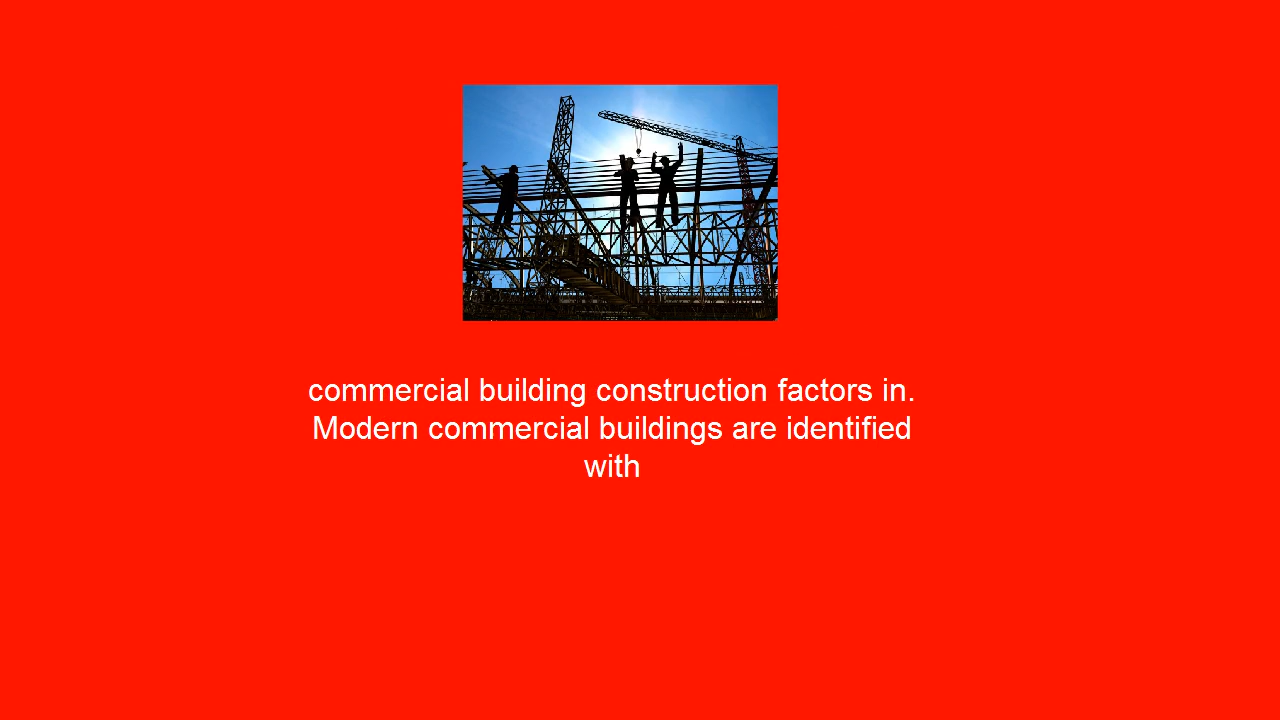 commercial building construction factors in.
Modern commercial buildings are identified
with